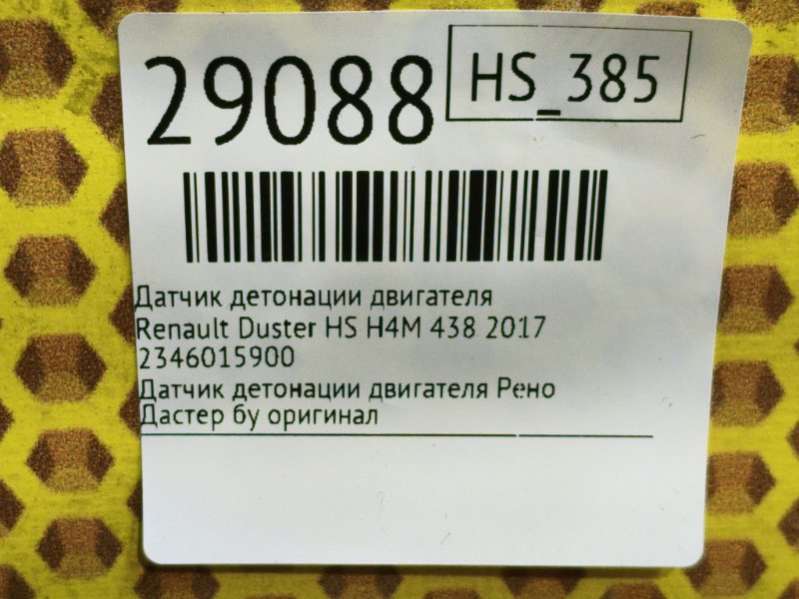 29088
HS_385
Датчик детонации двигателя
Renault Duster HS H4M 438 2017
2346015900
Датчик детонации двигателя Рено
Дастер бу оригинал